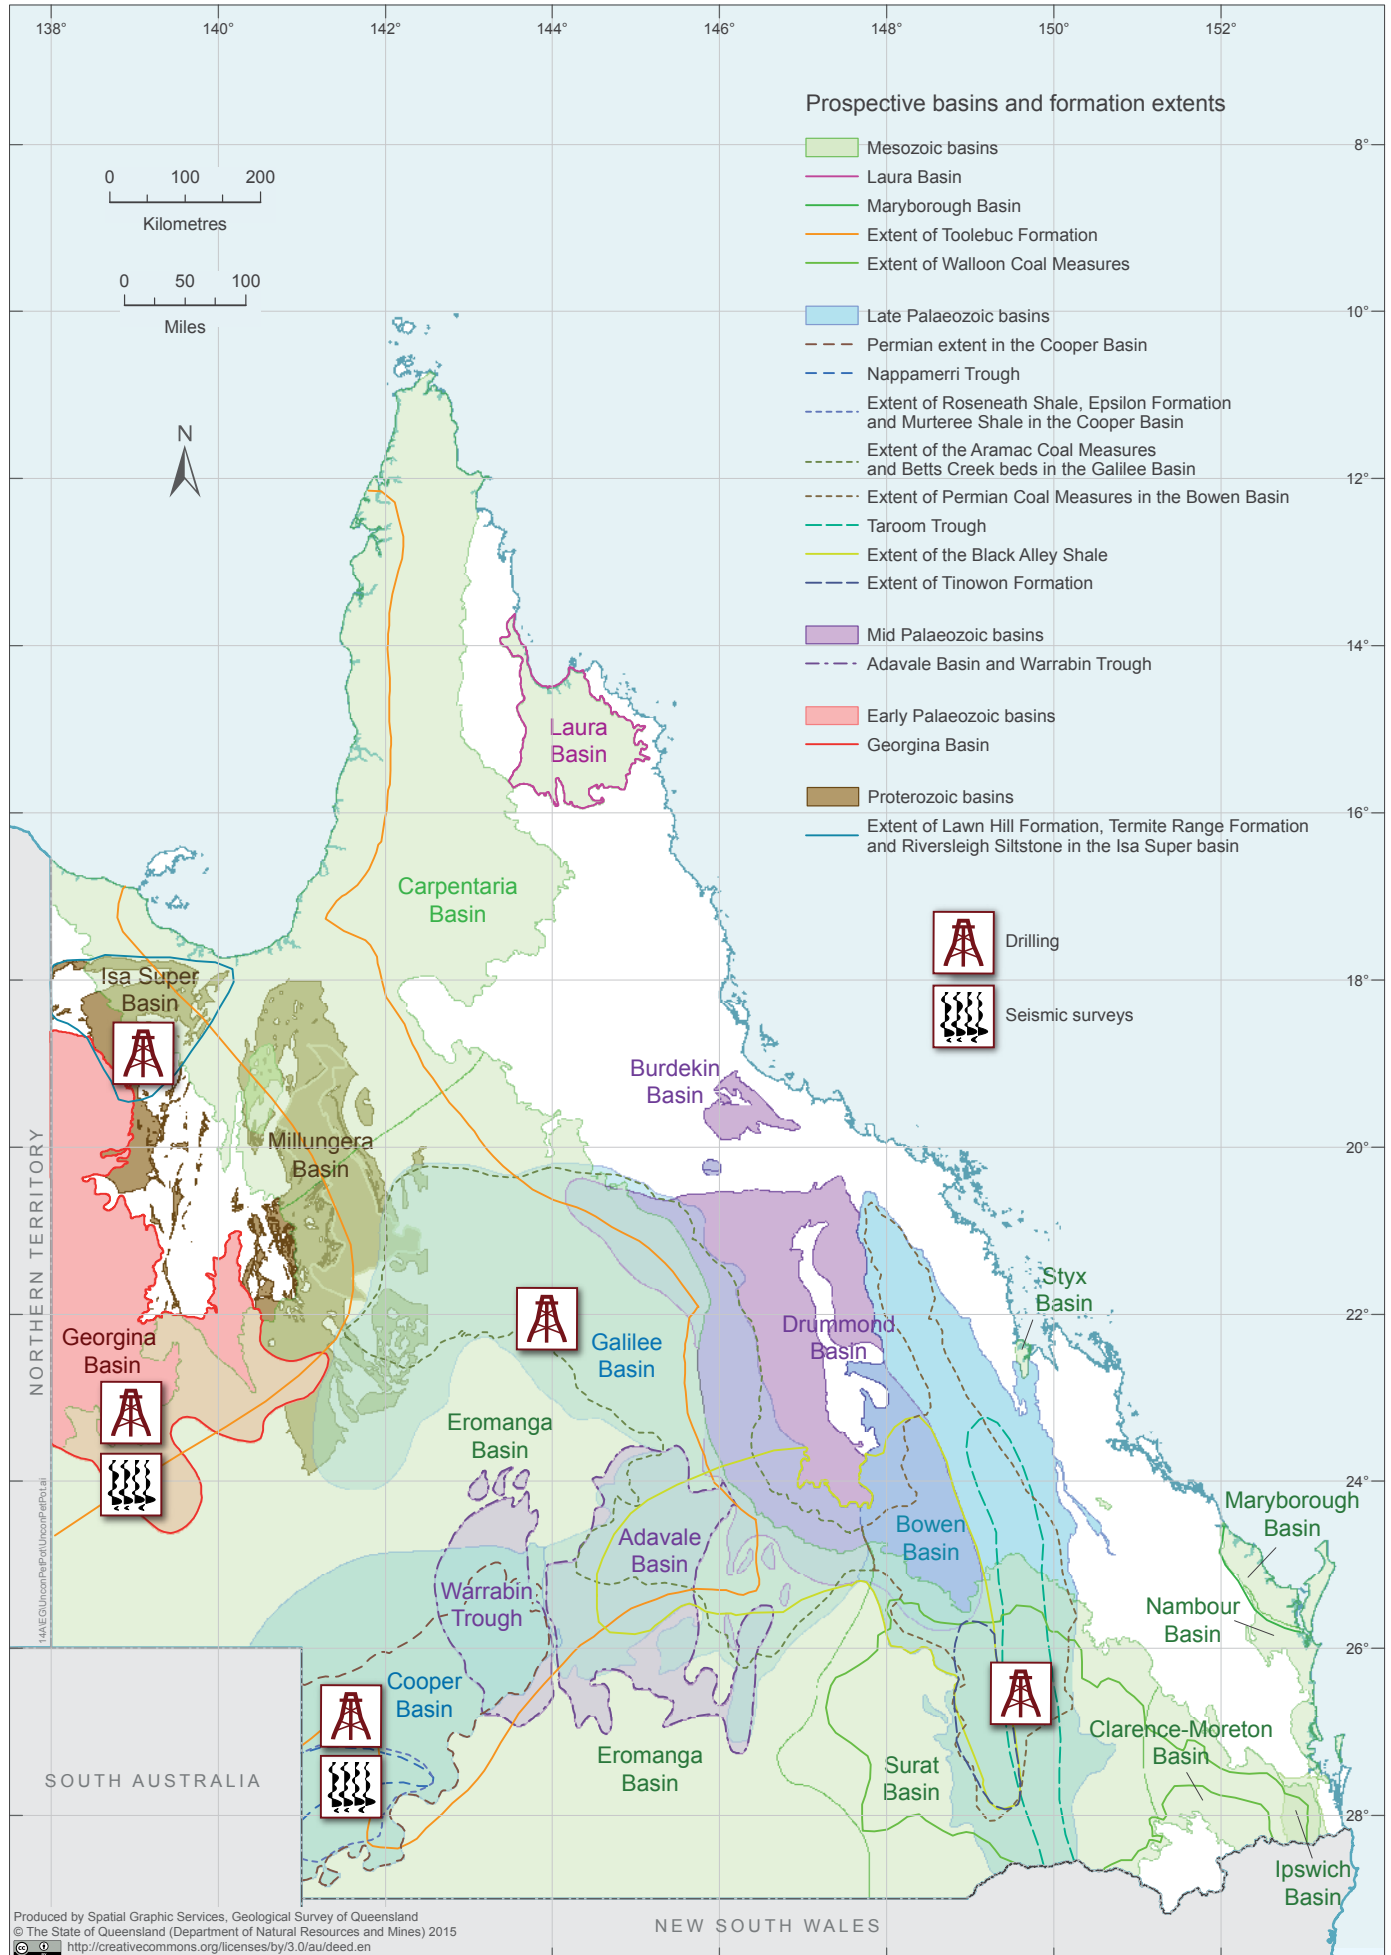 138°
140°
142°
144°
146°
148°
150°
152°
Prospective basins and formation extents
Mesozoic basins
8°
Laura Basin
Maryborough Basin
Extent of Toolebuc Formation
Extent of Walloon Coal Measures
Late Palaeozoic basins
10°
Permian extent in the Cooper Basin
Nappamerri Trough
Extent of Roseneath Shale, Epsilon Formation
and Murteree Shale in the Cooper Basin
Extent of the Aramac Coal Measures
and Betts Creek beds in the Galilee Basin
12°
Extent of Permian Coal Measures in the Bowen Basin
Taroom Trough
Extent of the Black Alley Shale
Extent of Tinowon Formation
Mid Palaeozoic basins
14°
Adavale Basin and Warrabin Trough
Early Palaeozoic basins
Georgina Basin
Proterozoic basins
16°
Extent of Lawn Hill Formation, Termite Range Formation
and Riversleigh Siltstone in the Isa Super basin
Drilling
18°
Seismic surveys
0 100 200
Kilometres
0 50 100
Miles
N
Laura
Basin
Carpentaria
Basin
Isa Super
Basin
Burdekin
Basin
Millungera
Basin
20°
NORTHERN TERRITORY
Styx
Basin
22°
Georgina
Basin
Galilee
Basin
Drummond
Basin
Eromanga
Basin
24°
Maryborough
Basin
Adavale
Basin
Bowen
Basin
Warrabin
Trough
Nambour
Basin
14A\EG\UnconPetPot\UnconPetPot.ai
26°
Cooper
Basin
Clarence-Moreton
Basin
Eromanga
Basin
Surat
Basin
SOUTH AUSTRALIA
28°
Ipswich
Basin
NEW SOUTH WALES
Produced by Spatial Graphic Services, Geological Survey of Queensland
© The State of Queensland (Department of Natural Resources and Mines) 2015
http://creativecommons.org/licenses/by/3.0/au/deed.en